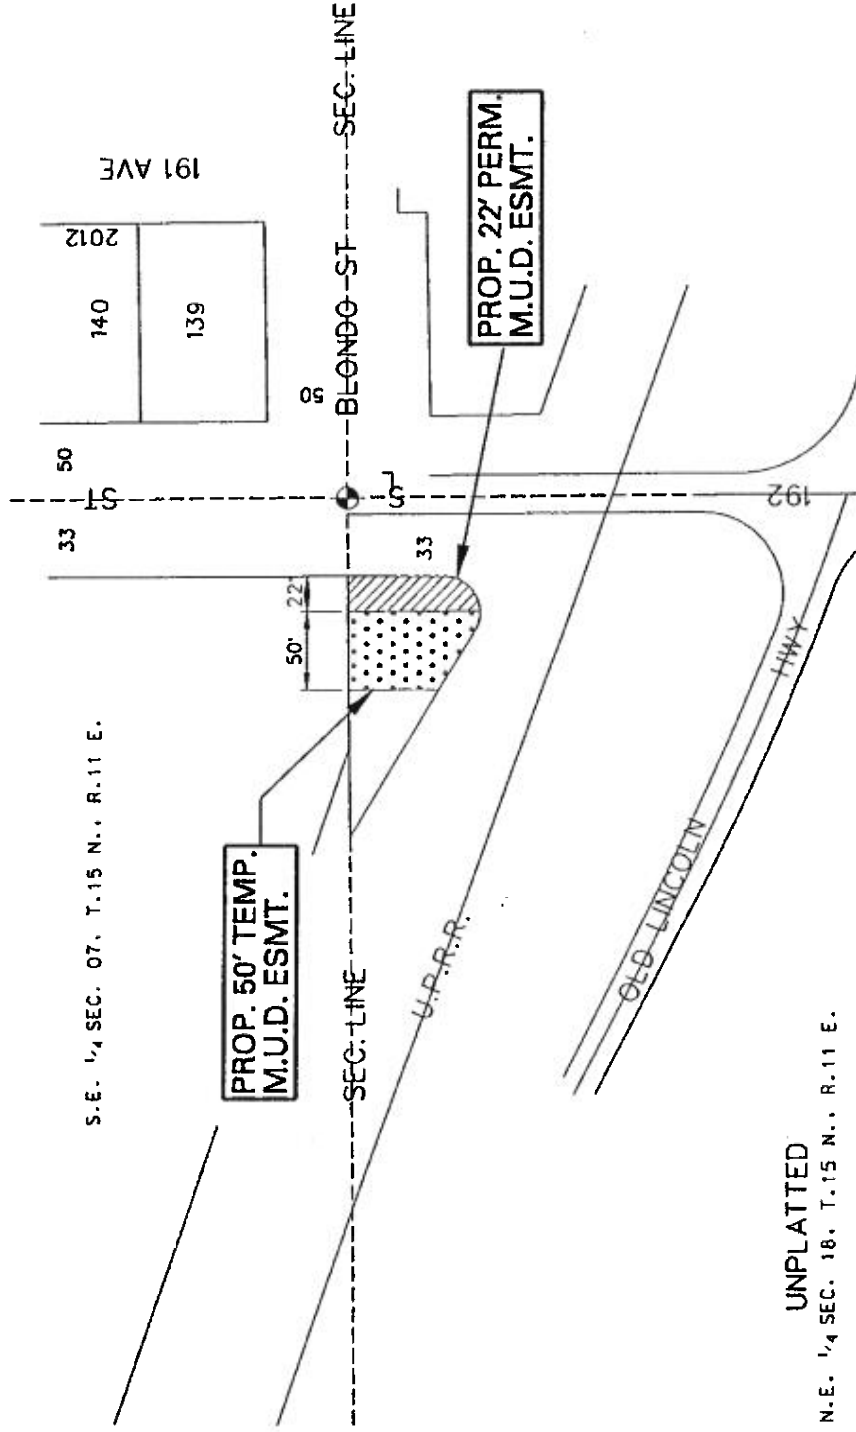 S.E. 1/4 SEC. 07, T.15 N., R.11 E.
PROP. 50' TEMP.
M.U.D. ESMT.
33
ST
50
140
2012
139
191 AVE
50
50'
22'
SEC. LINE
BLONDO ST
SEC. LINE
33
PROP. 22' PERM.
M.U.D. ESMT.
U.P.R.R.
192
OLD LINCOLN HWY
UNPLATTED
N.E. 1/4 SEC. 18, T.15 N., R.11 E.